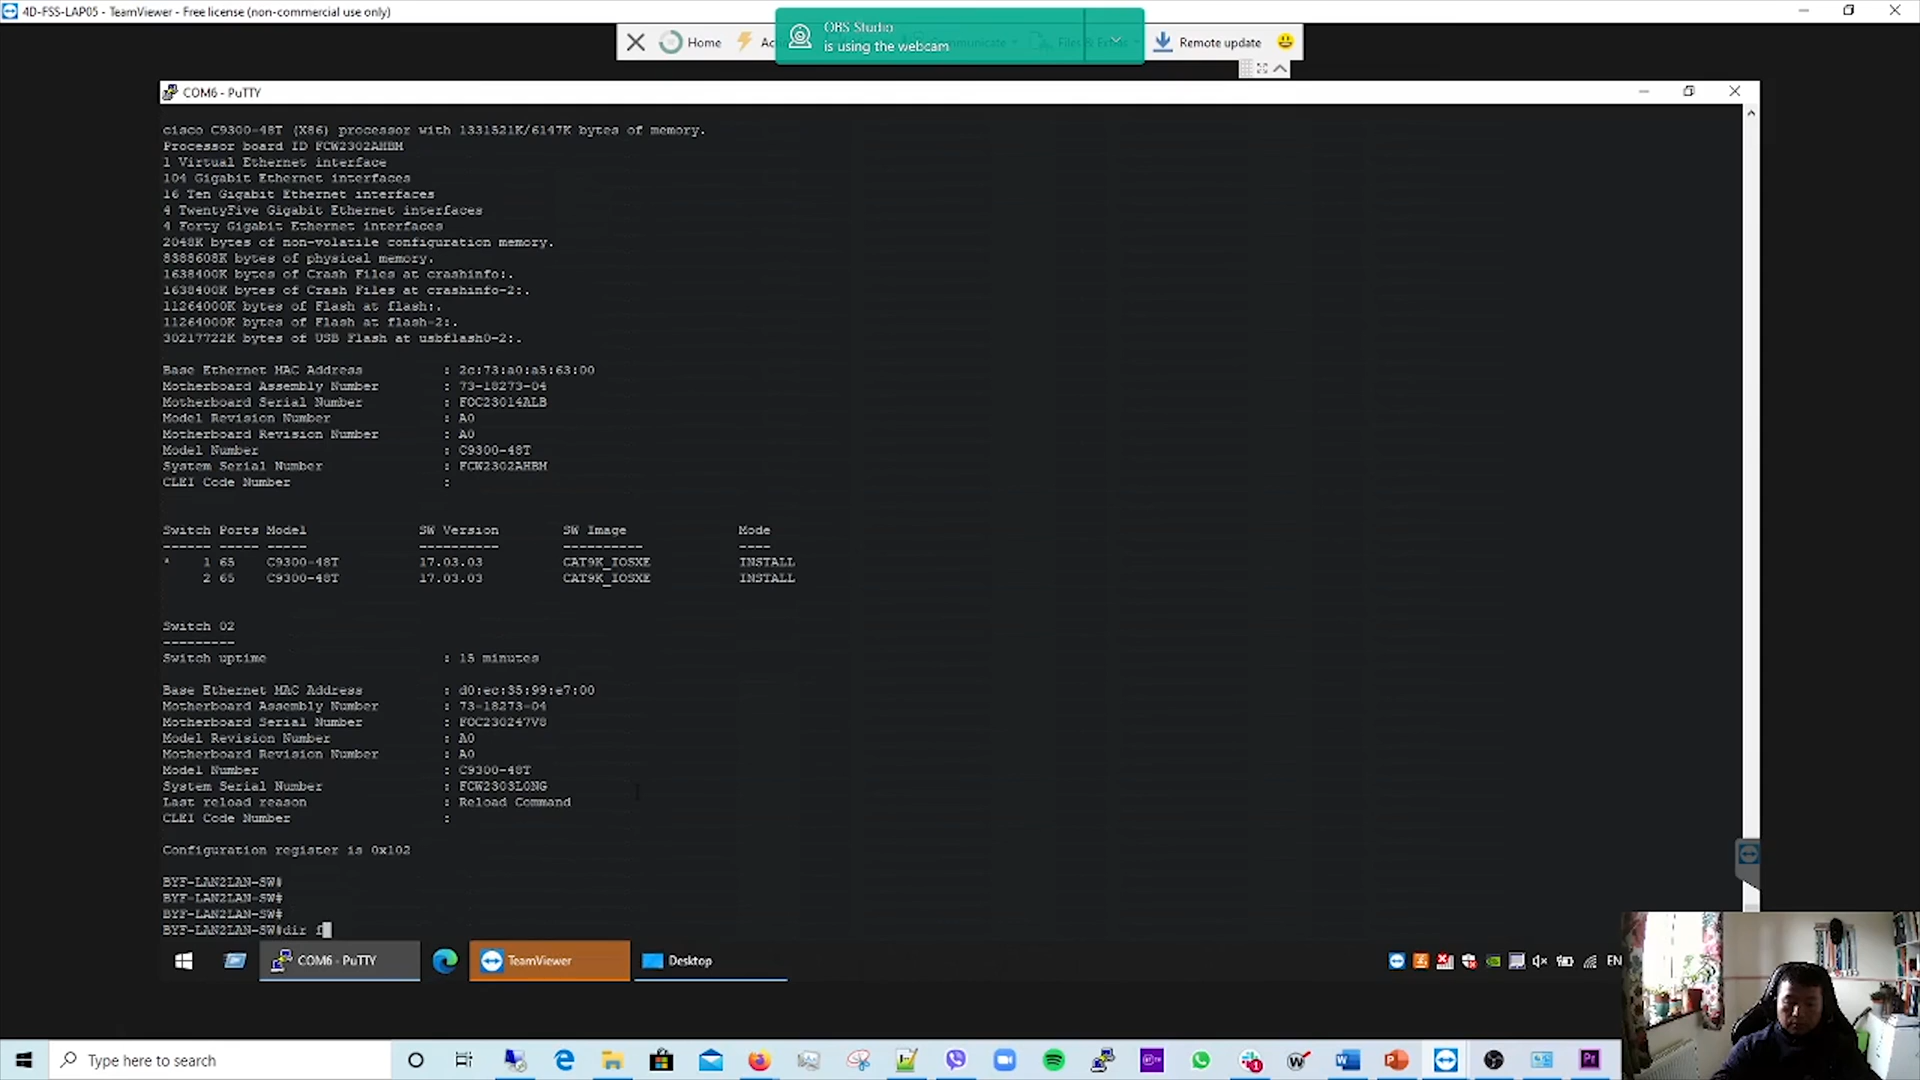 4D-FSS-LAP05 - TeamViewer - Free license (non-commercial use only)
OBS Studio
is using the webcam
Home
Remote update
COM6 - PuTTY
cisco C9300-48T (X86) processor with 1331521K/6147K bytes of memory.
Processor board ID FCW2302AHBM
1 Virtual Ethernet interface
104 Gigabit Ethernet interfaces
16 Ten Gigabit Ethernet interfaces
4 TwentyFive Gigabit Ethernet interfaces
4 Forty Gigabit Ethernet interfaces
2048K bytes of non-volatile configuration memory.
8388608K bytes of physical memory.
1638400K bytes of Crash Files at crashinfo:.
1638400K bytes of Crash Files at crashinfo-2:.
11264000K bytes of Flash at flash:.
11264000K bytes of Flash at flash-2:.
30217722K bytes of USB Flash at usbflash0-2:.
Base Ethernet MAC Address : 2c:73:a0:a5:63:00
Motherboard Assembly Number : 73-18273-04
Motherboard Serial Number : FOC23014ALB
Model Revision Number : A0
Motherboard Revision Number : A0
Model Number : C9300-48T
System Serial Number : FCW2302AHBM
CLEI Code Number :
Switch Ports Model SW Version SW Image Mode
------ ----- ----- ---------- ---------- ----
* 1 65 C9300-48T 17.03.03 CAT9K_IOSXE INSTALL
2 65 C9300-48T 17.03.03 CAT9K_IOSXE INSTALL
Switch 02
---------
Switch uptime : 15 minutes
Base Ethernet MAC Address : d0:ec:35:99:e7:00
Motherboard Assembly Number : 73-18273-04
Motherboard Serial Number : FOC230247V8
Model Revision Number : A0
Motherboard Revision Number : A0
Model Number : C9300-48T
System Serial Number : FCW2303L0NG
Last reload reason : Reload Command
CLEI Code Number :
Configuration register is 0x102
BYF-LAN2LAN-SW#
BYF-LAN2LAN-SW#
BYF-LAN2LAN-SW#
BYF-LAN2LAN-SW#dir f
COM6 - PuTTY
TeamViewer
Desktop
EN
Type here to search